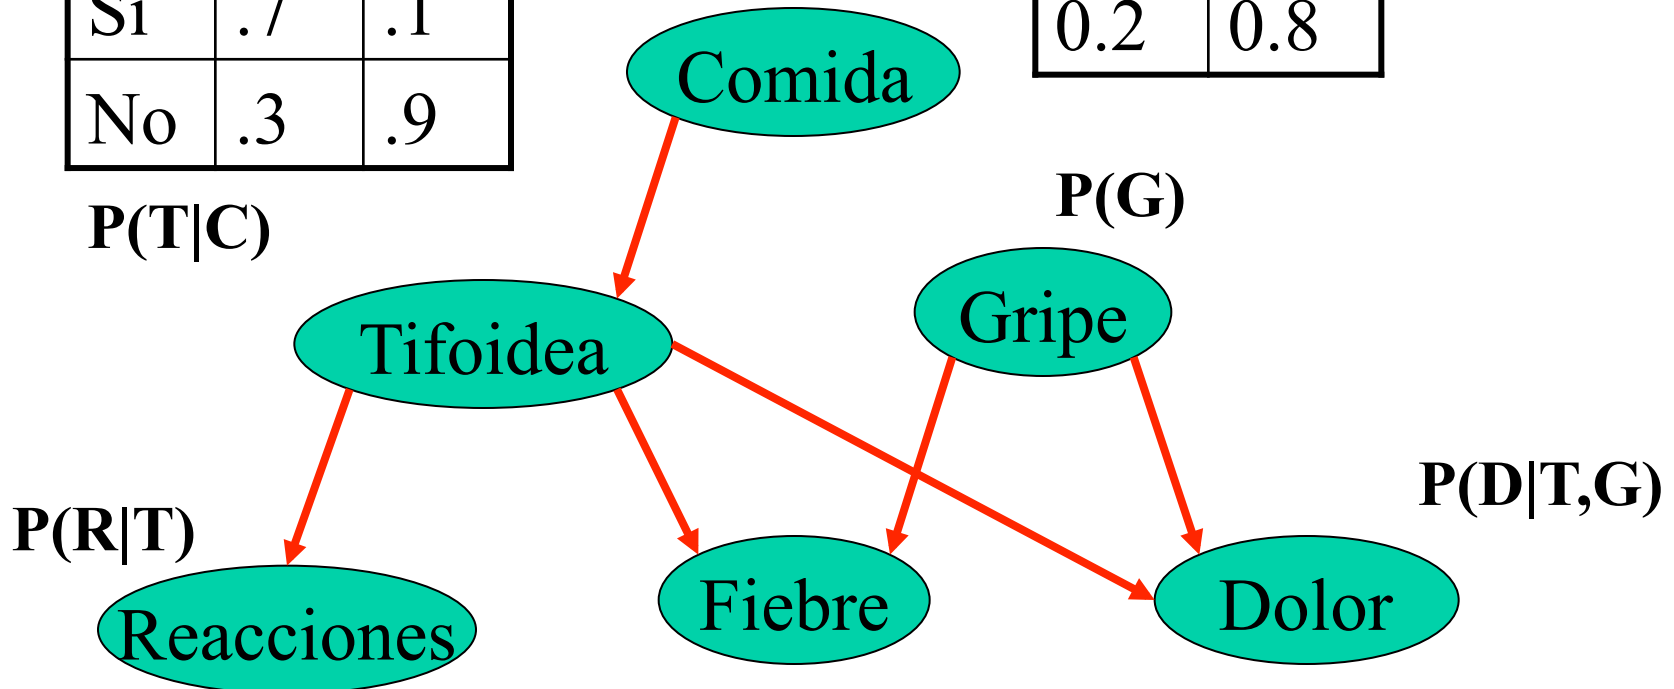 Si .7 .1
No .3 .9
0.2 0.8
Comida
P(T|C)
P(G)
Tifoidea
Gripe
P(R|T)
P(D|T,G)
Reacciones
Fiebre
Dolor